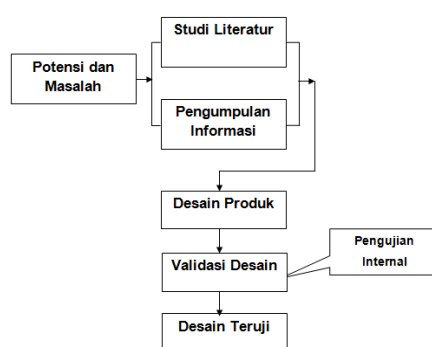 Studi Literatur
Potensi dan
Masalah
Pengumpulan
Informasi
Desain Produk
Pengujian
Internal
Validasi Desain
Desain Teruji